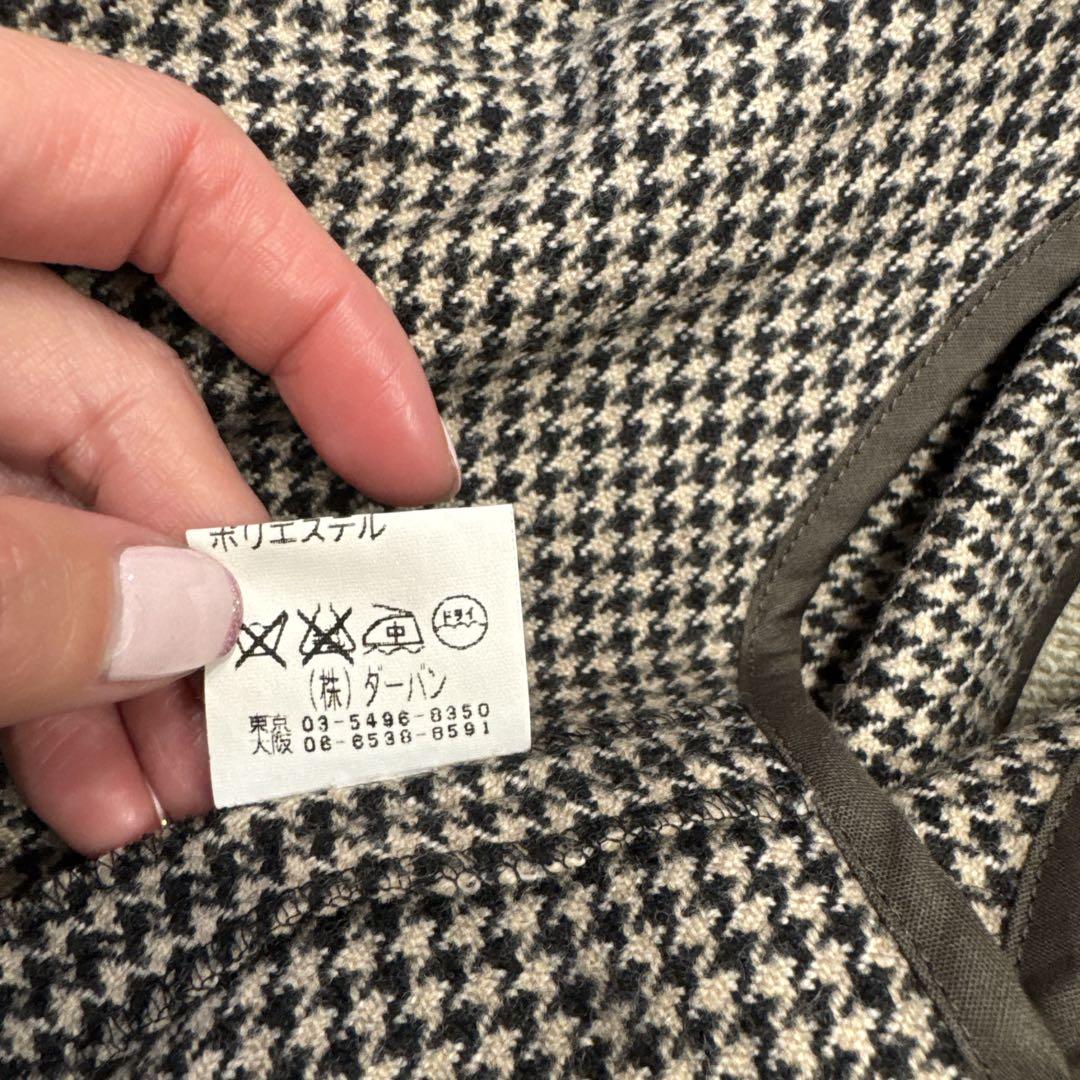 ポリエステル
中 ドライ
(株)ダーバン
東京 03-5496-8350
大阪 06-6538-8591